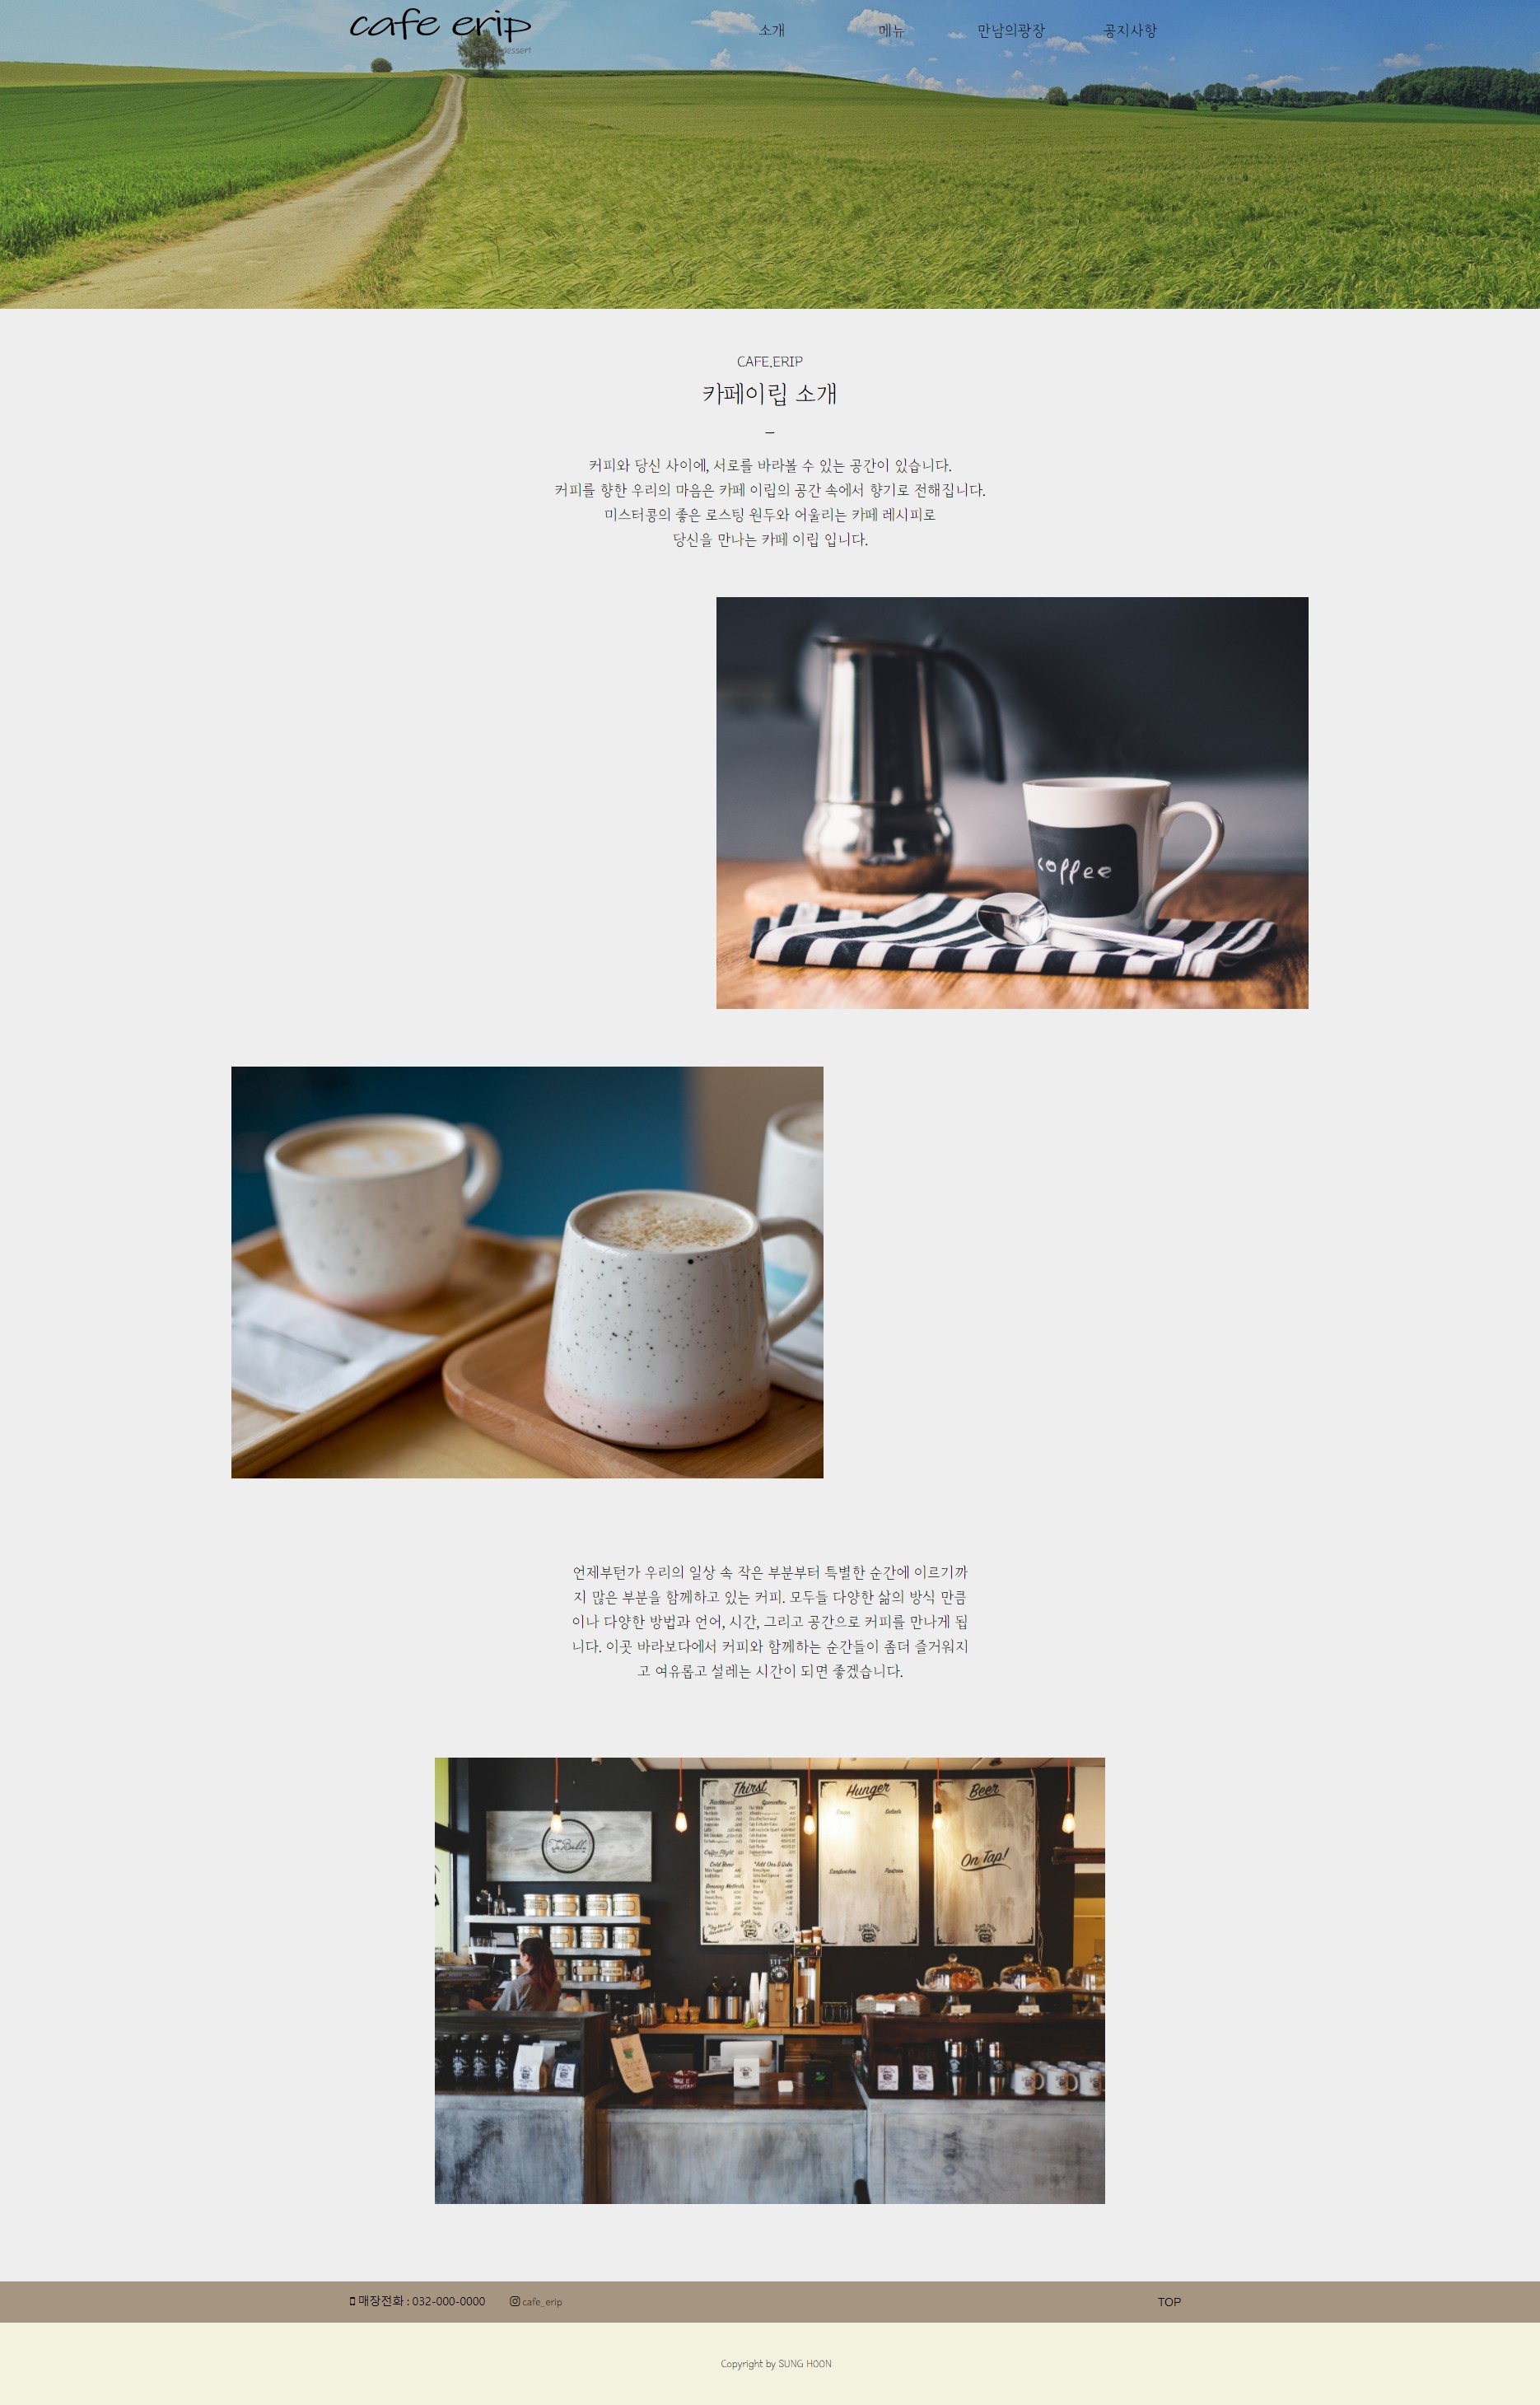 cafe erip
dessert
소개
메뉴
만남의광장
공지사항
CAFE.ERIP
카페이립 소개
커피와 당신 사이에, 서로를 바라볼 수 있는 공간이 있습니다.
커피를 향한 우리의 마음은 카페 이립의 공간 속에서 향기로 전해집니다.
미스터콩의 좋은 로스팅 원두와 어울리는 카페 레시피로
당신을 만나는 카페 이립 입니다.
coffee
언제부턴가 우리의 일상 속 작은 부분부터 특별한 순간에 이르기까
지 많은 부분을 함께하고 있는 커피. 모두들 다양한 삶의 방식 만큼
이나 다양한 방법과 언어, 시간, 그리고 공간으로 커피를 만나게 됩
니다. 이곳 바라보다에서 커피와 함께하는 순간들이 좀더 즐거워지
고 여유롭고 설레는 시간이 되면 좋겠습니다.
Thirst
Hunger
Beer
On Tap!
매장전화 : 032-000-0000
cafe_erip
TOP
Copyright by SUNG HOON